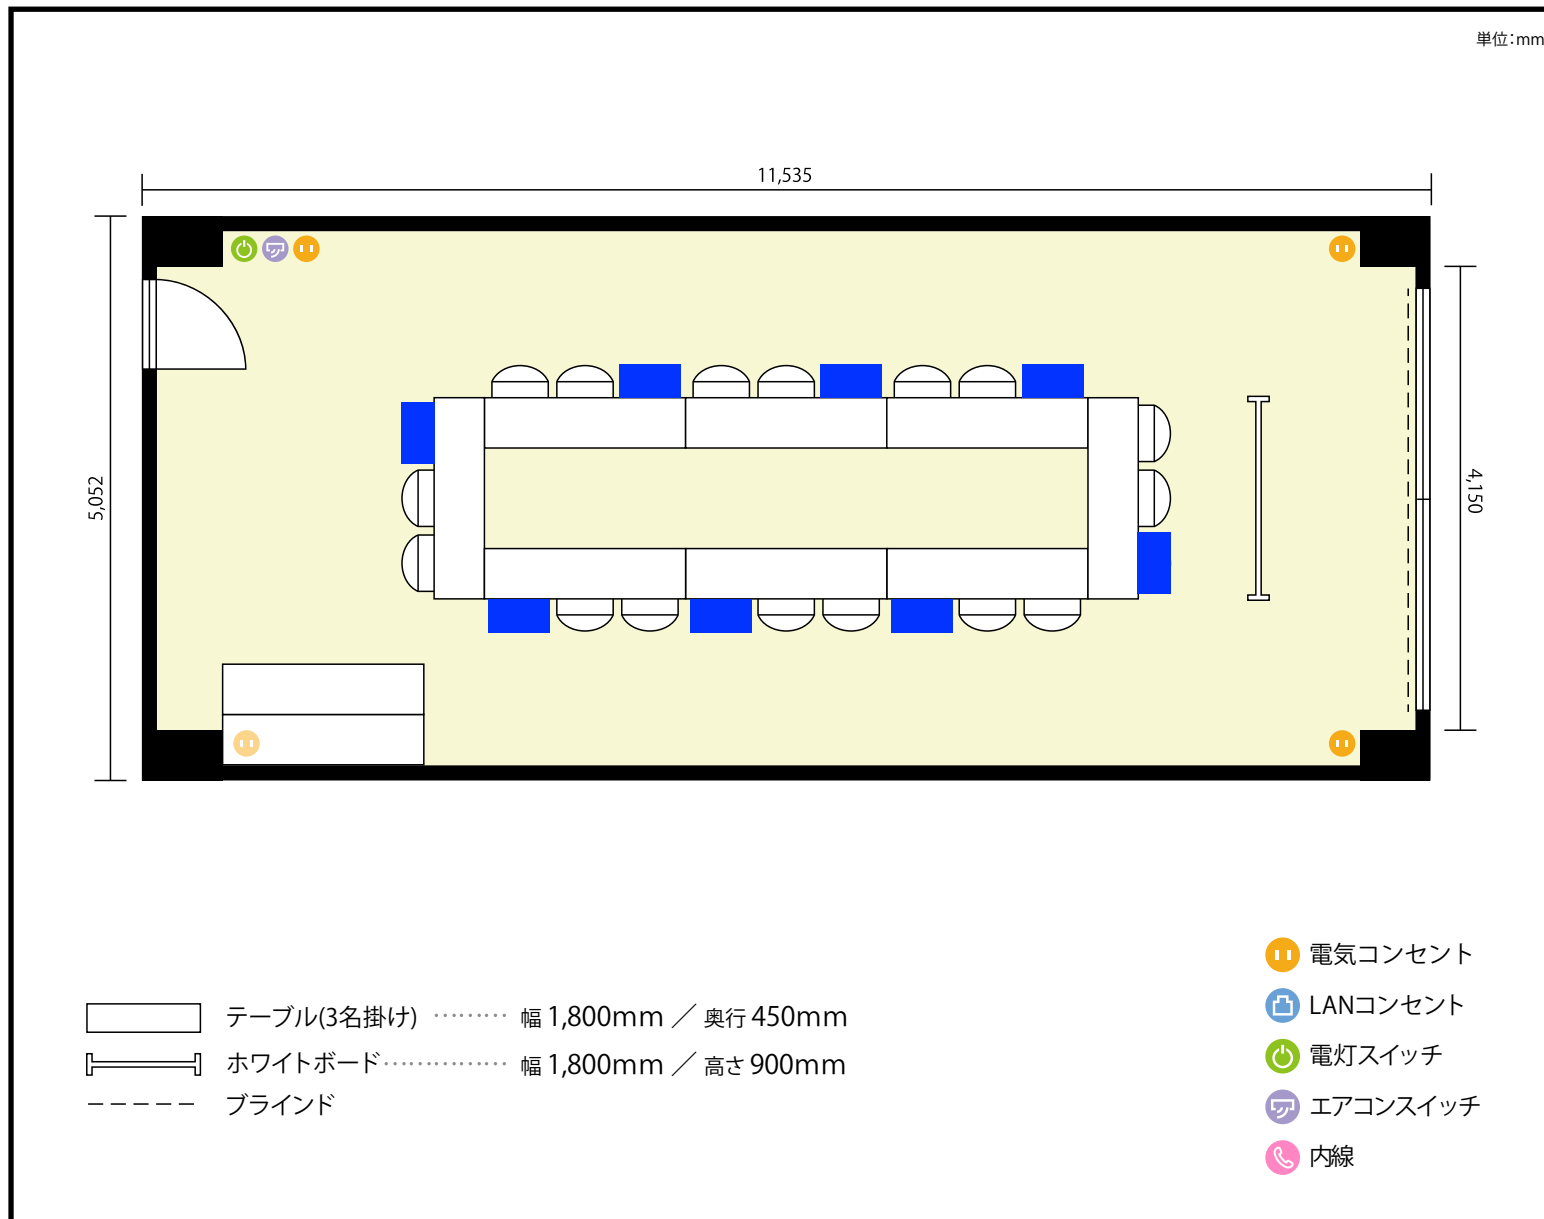 単位：mm
11,535
5,052
4,150
電気コンセント
LANコンセント
テーブル(3名掛け) ……… 幅 1,800mm ／ 奥行 450mm
電灯スイッチ
ホワイトボード…………… 幅 1,800mm ／ 高さ 900mm
ブラインド
エアコンスイッチ
内線